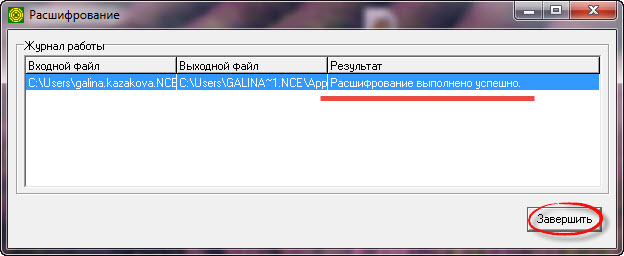 Расшифрование
Журнал работы
Входной файл Выходной файл Результат
C:\Users\galina.kazakova.NCE C:\Users\GALINA~1.NCE\App Расшифрование выполнено успешно.
Завершить